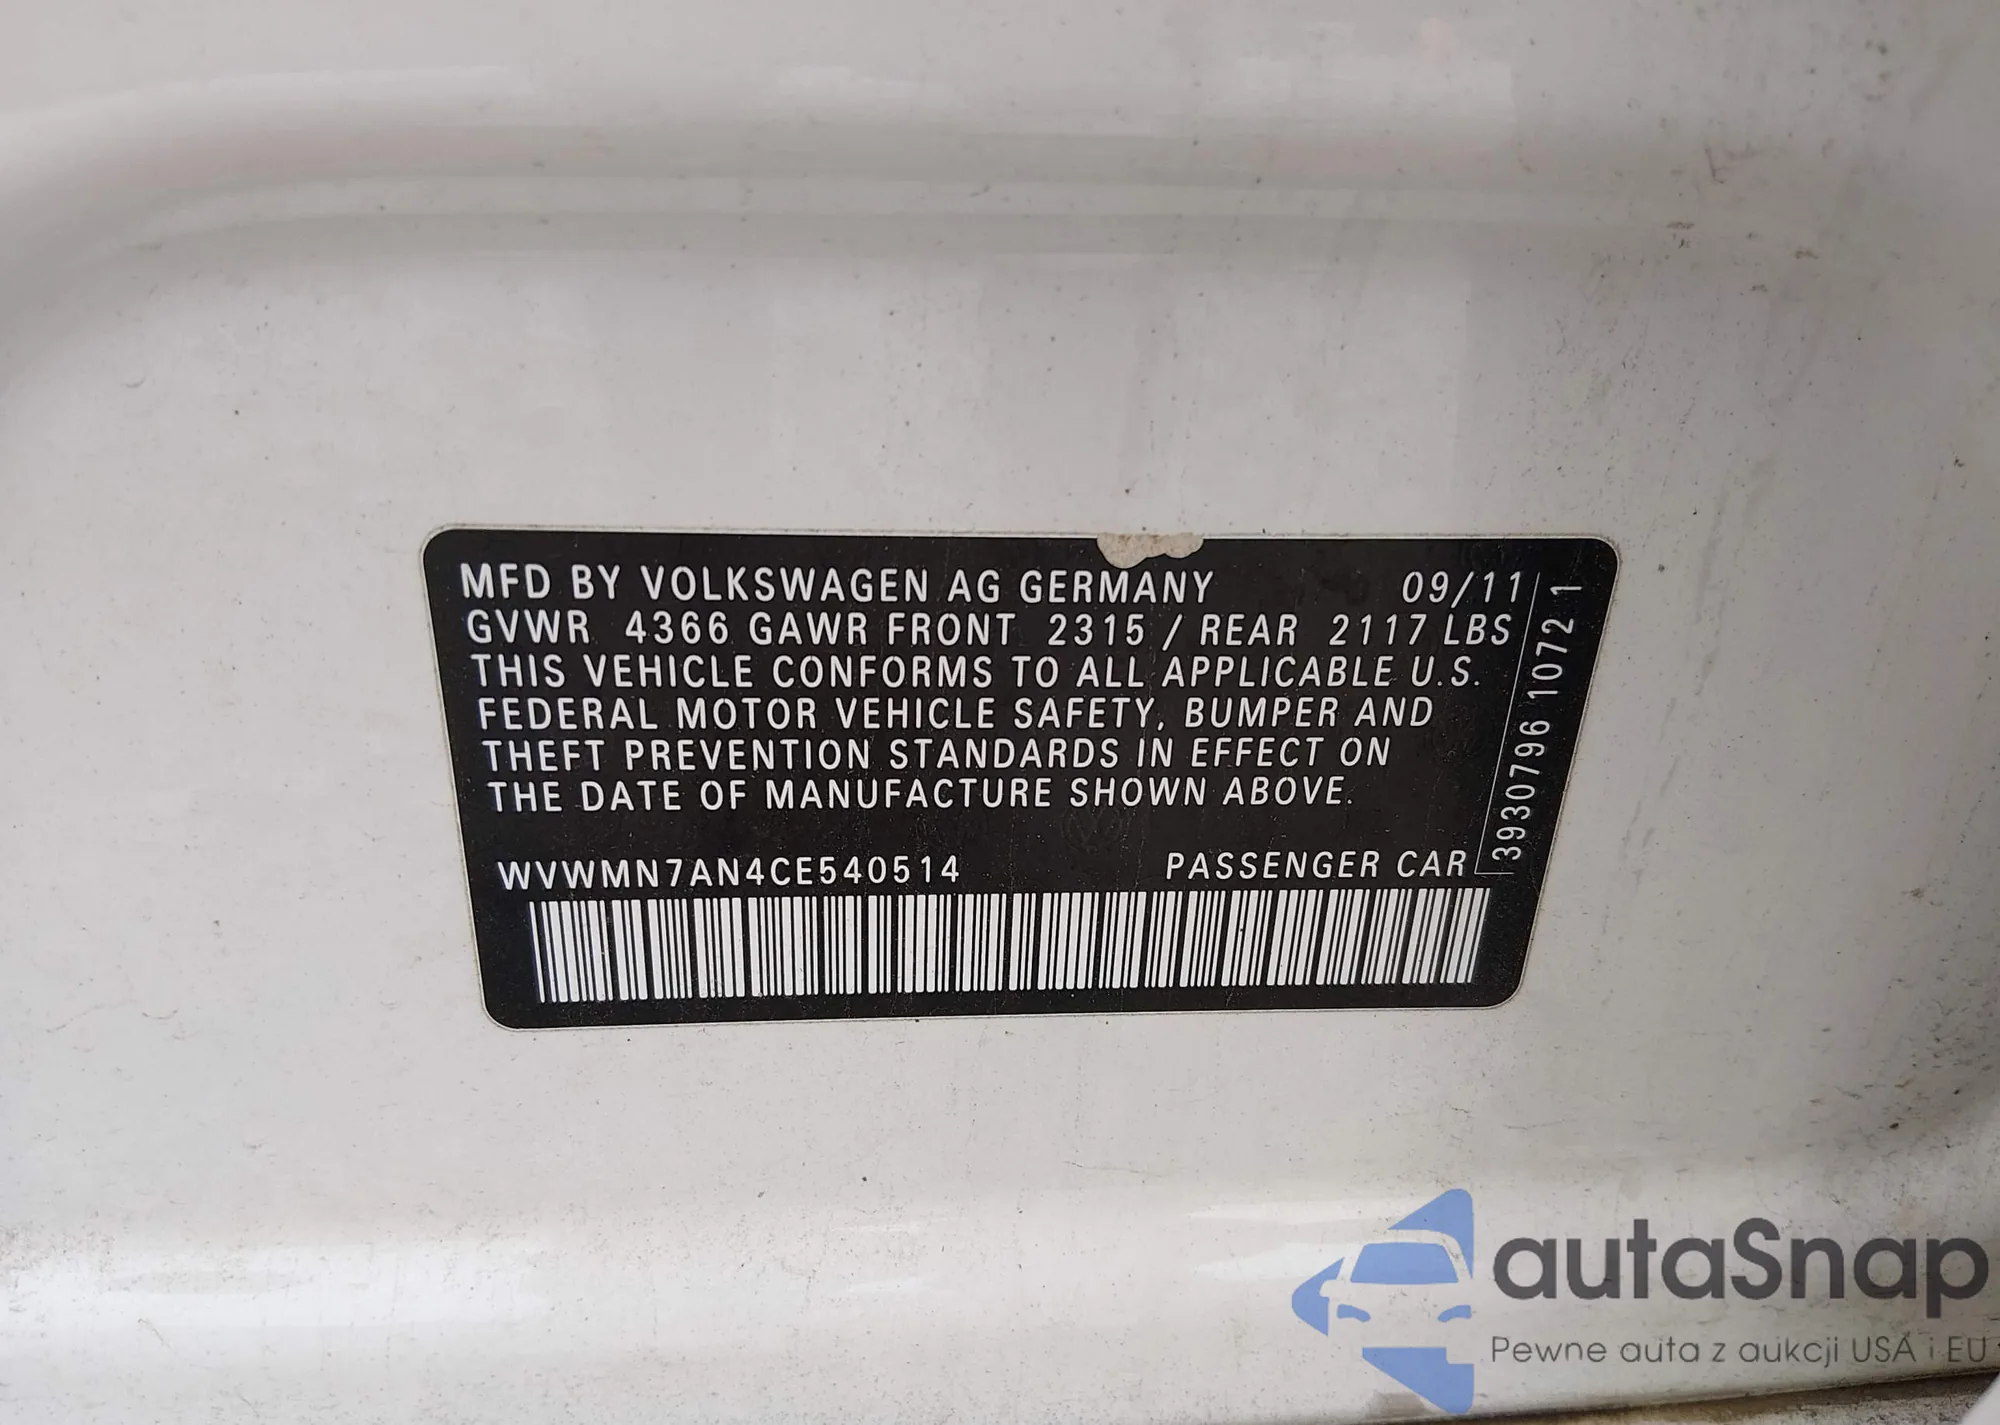 MFD BY VOLKSWAGEN AG GERMANY 09/11
GVWR 4366 GAWR FRONT 2315 / REAR 2117 LBS
THIS VEHICLE CONFORMS TO ALL APPLICABLE U.S.
FEDERAL MOTOR VEHICLE SAFETY, BUMPER AND
THEFT PREVENTION STANDARDS IN EFFECT ON
THE DATE OF MANUFACTURE SHOWN ABOVE.
WVWMN7AN4CE540514 PASSENGER CAR
3930796 1072 1
autaSnap
Pewne auta z aukcji USA i EU